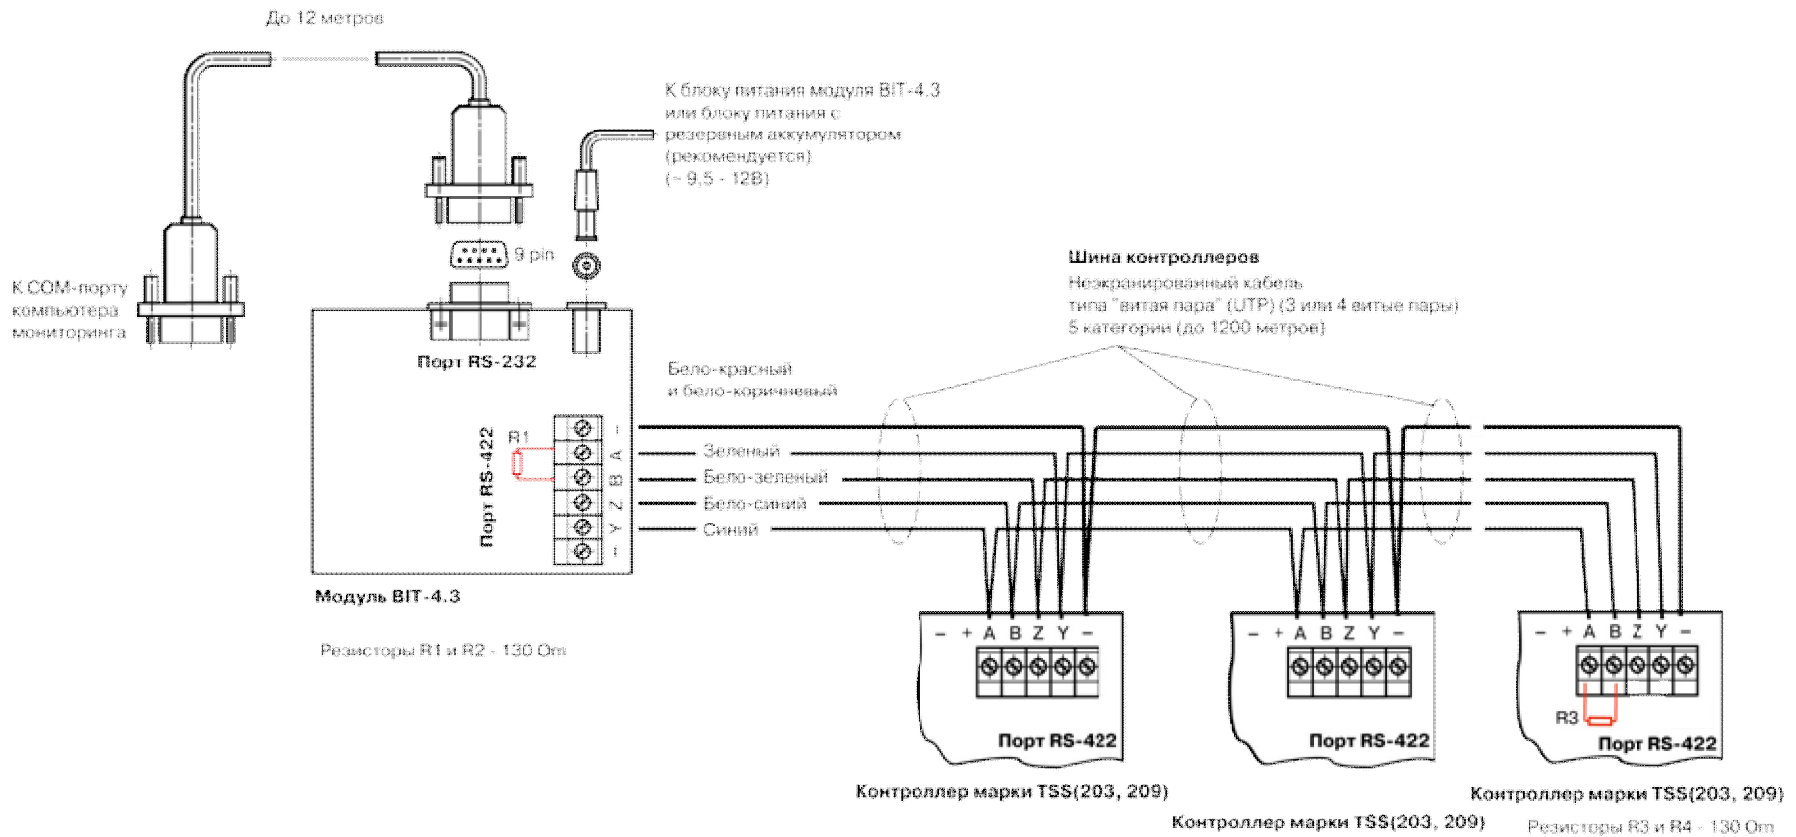 До 12 метров
К блоку питания модуля BIT-4.3
или блоку питания с
резервным аккумулятором
(рекомендуется)
(~ 9,5 - 12В)
9 pin
К COM-порту
компьютера
мониторинга
Порт RS-232
Шина контроллеров
Неэкранированный кабель
типа "витая пара" (UTP) (3 или 4 витые пары)
5 категории (до 1200 метров)
Бело-красный
и бело-коричневый
Порт RS-422
R1
–
A
B
Z
Y
–
Зеленый
Бело-зеленый
Бело-синий
Синий
Модуль BIT-4.3
Резисторы R1 и R2 - 130 Om
– + A B Z Y –
Порт RS-422
Контроллер марки TSS(203, 209)
– + A B Z Y –
Порт RS-422
Контроллер марки TSS(203, 209)
– + A B Z Y –
R3
Порт RS-422
Контроллер марки TSS(203, 209)
Резисторы R3 и R4 - 130 Om